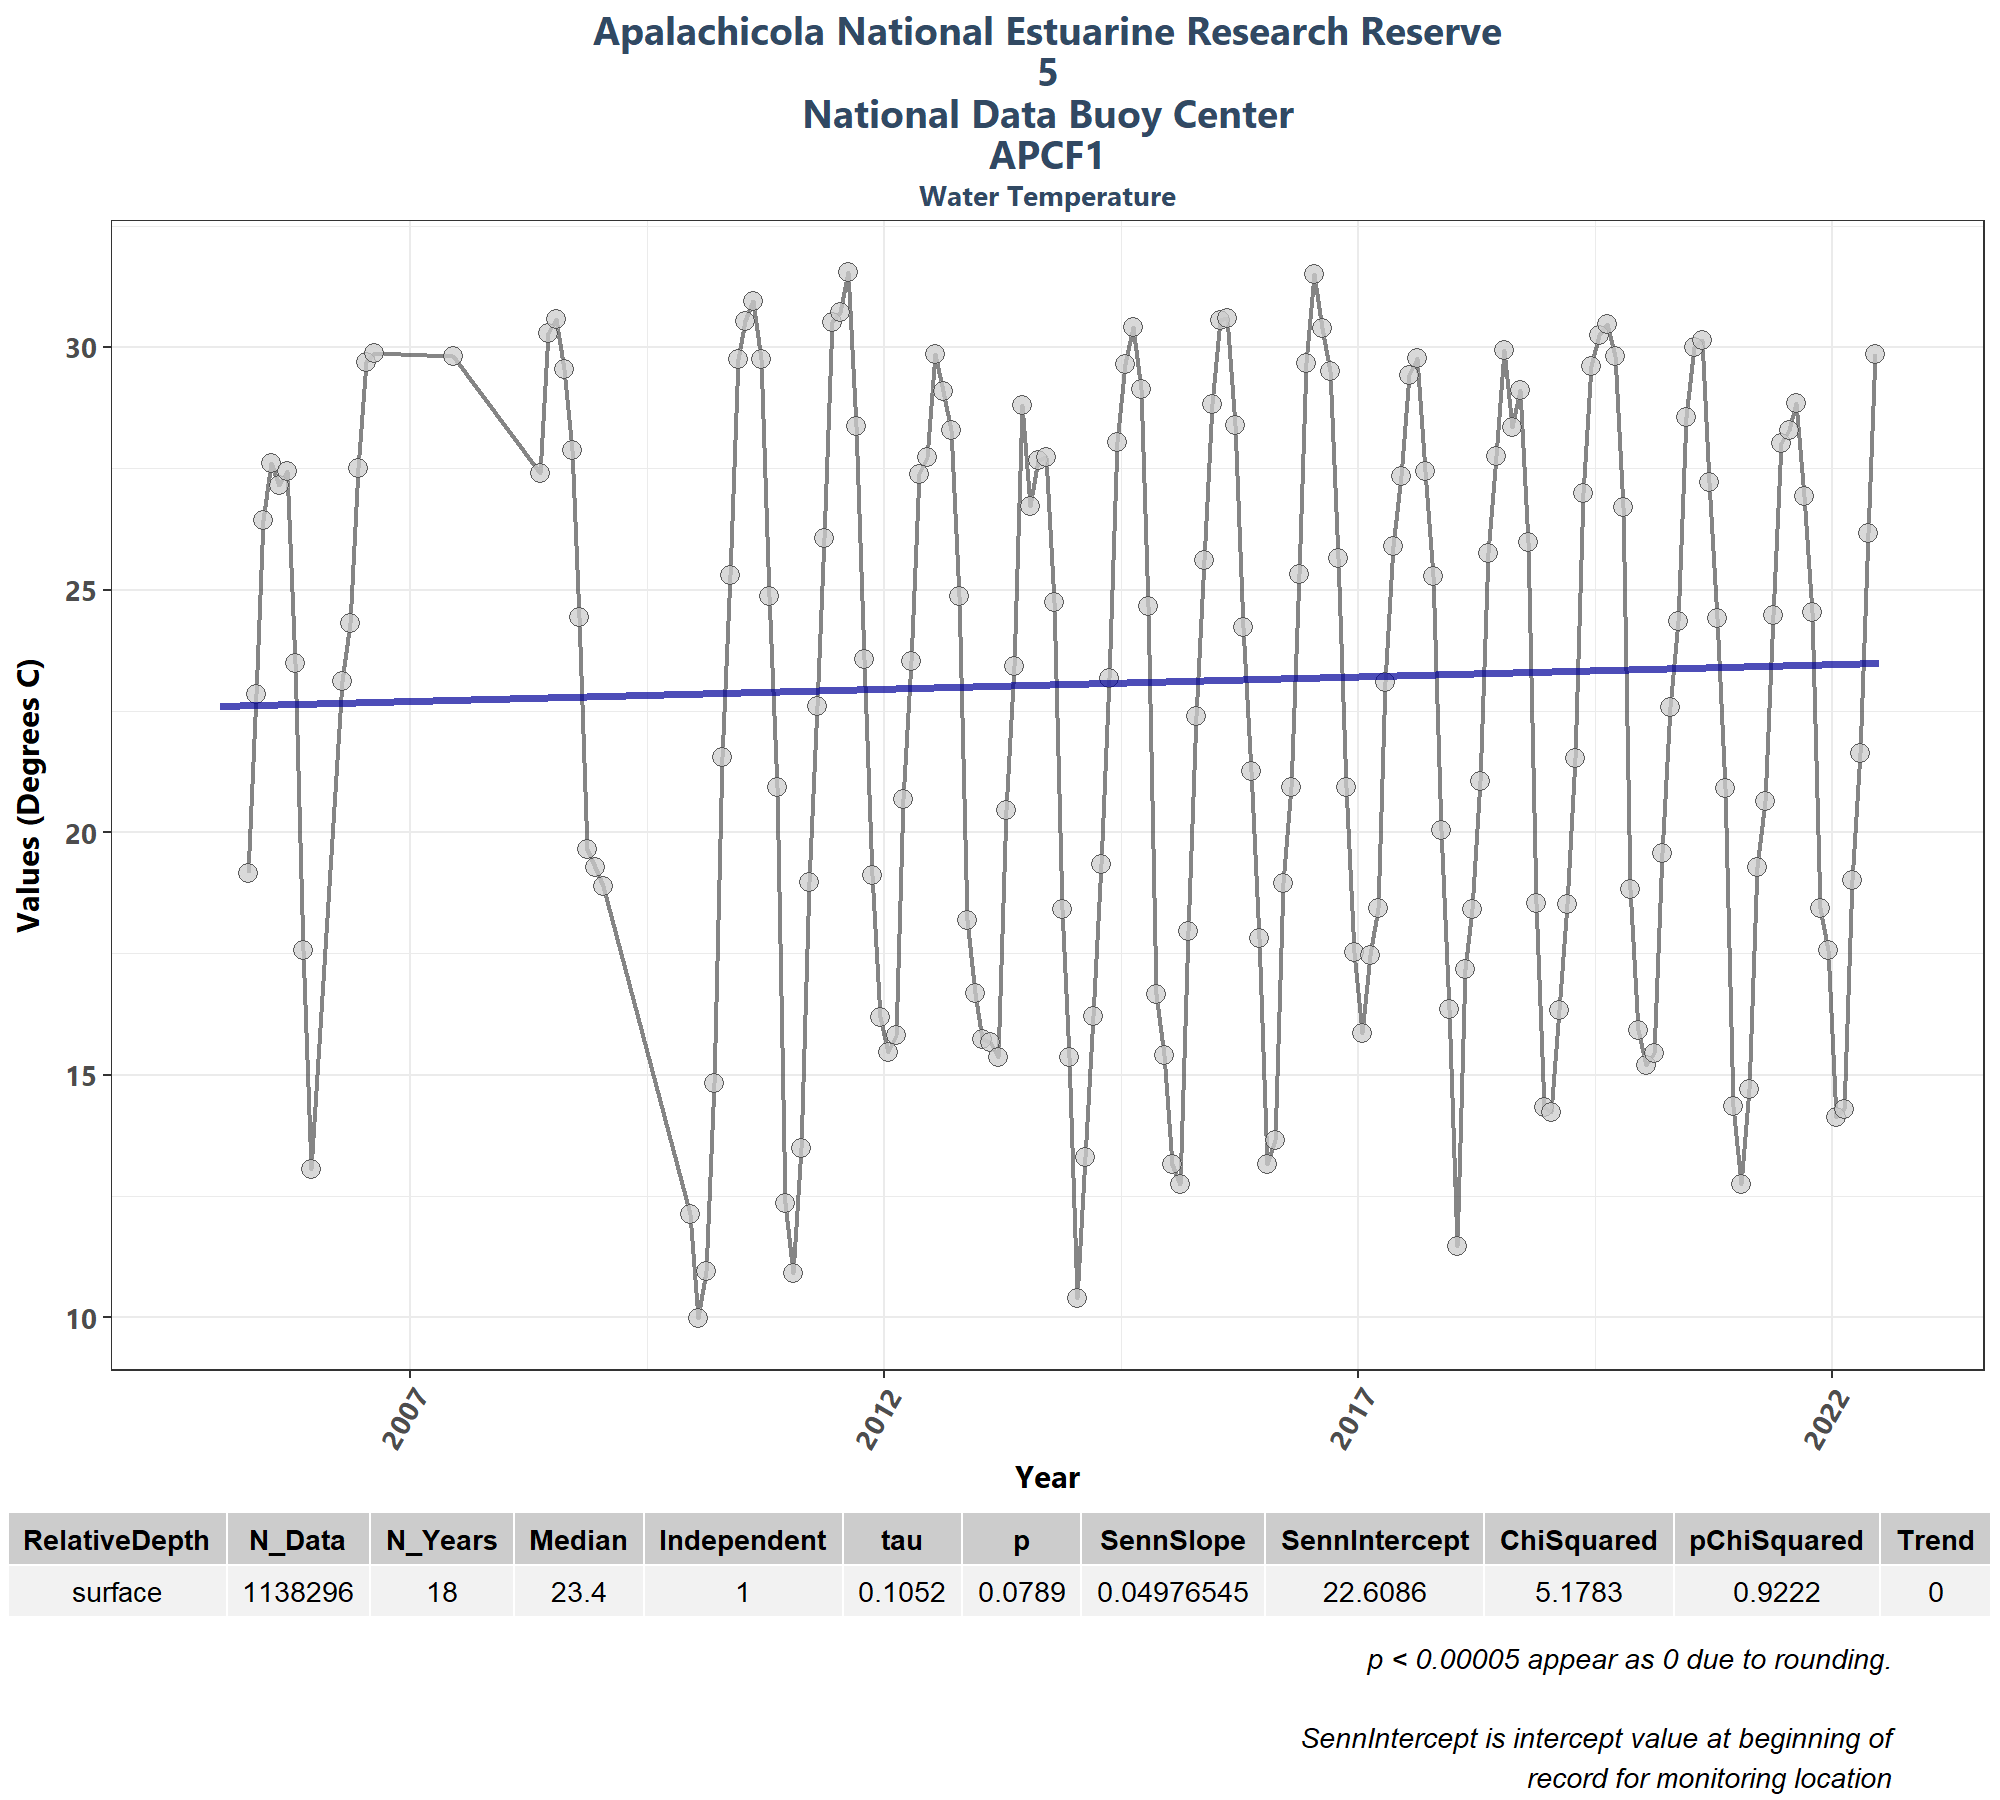 Apalachicola National Estuarine Research Reserve
5
National Data Buoy Center
APCF1
Water Temperature
Values (Degrees C)
30
25
20
15
10
2007
2012
2017
2022
Year
RelativeDepth N_Data N_Years Median Independent tau p SennSlope SennIntercept ChiSquared pChiSquared Trend
surface 1138296 18 23.4 1 0.1052 0.0789 0.04976545 22.6086 5.1783 0.9222 0
p < 0.00005 appear as 0 due to rounding.
SennIntercept is intercept value at beginning of
record for monitoring location